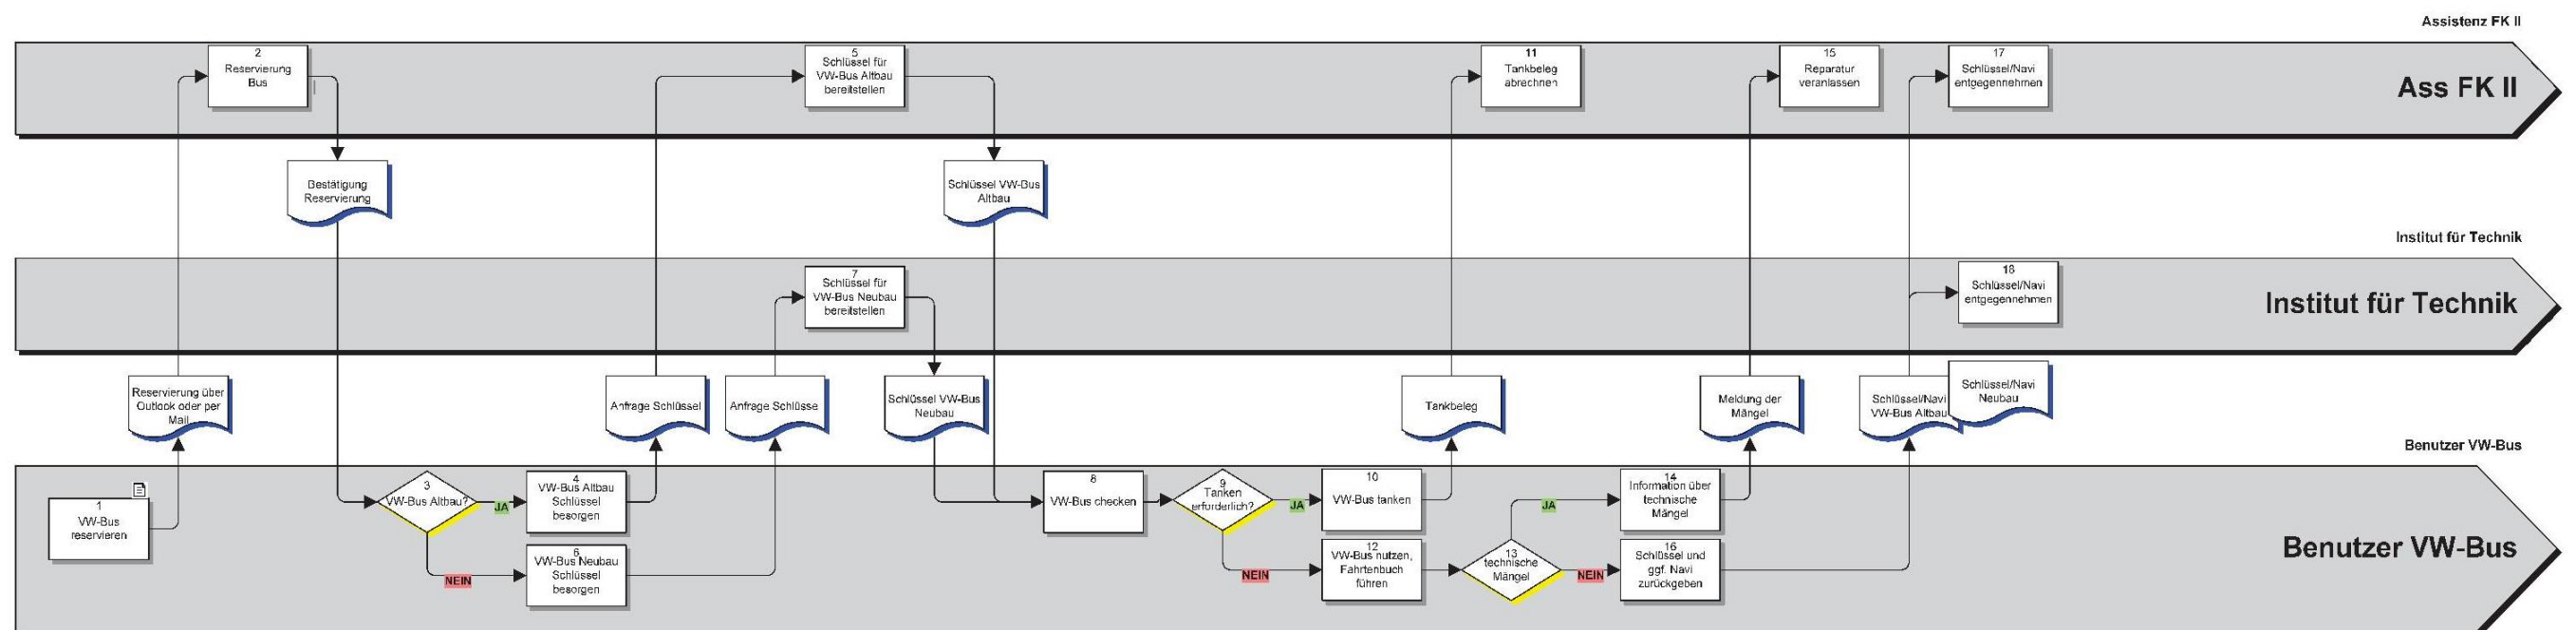 Assistenz FK II
2
Reservierung
Bus
5
Schlüssel für
VW-Bus Altbau
bereitstellen
11
Tankbeleg
abrechnen
15
Reparatur
veranlassen
17
Schlüssel/Navi
entgegennehmen
Ass FK II
Bestätigung
Reservierung
Schlüssel VW-Bus
Altbau
Institut für Technik
7
Schlüssel für
VW-Bus Neubau
bereitstellen
18
Schlüssel/Navi
entgegennehmen
Institut für Technik
Reservierung über
Outlook oder per
Mail
Anfrage Schlüssel
Anfrage Schlüsse
Schlüssel VW-Bus
Neubau
Tankbeleg
Meldung der
Mängel
Schlüssel/Navi
VW-Bus Altbau
Schlüssel/Navi
Neubau
Benutzer VW-Bus
1
VW-Bus
reservieren
3
VW-Bus Altbau?
JA
NEIN
4
VW-Bus Altbau
Schlüssel
besorgen
6
VW-Bus Neubau
Schlüssel
besorgen
8
VW-Bus checken
9
Tanken
erforderlich?
JA
NEIN
10
VW-Bus tanken
12
VW-Bus nutzen,
Fahrtenbuch
führen
13
technische
Mängel
JA
NEIN
14
Information über
technische
Mängel
16
Schlüssel und
ggf. Navi
zurückgeben
Benutzer VW-Bus